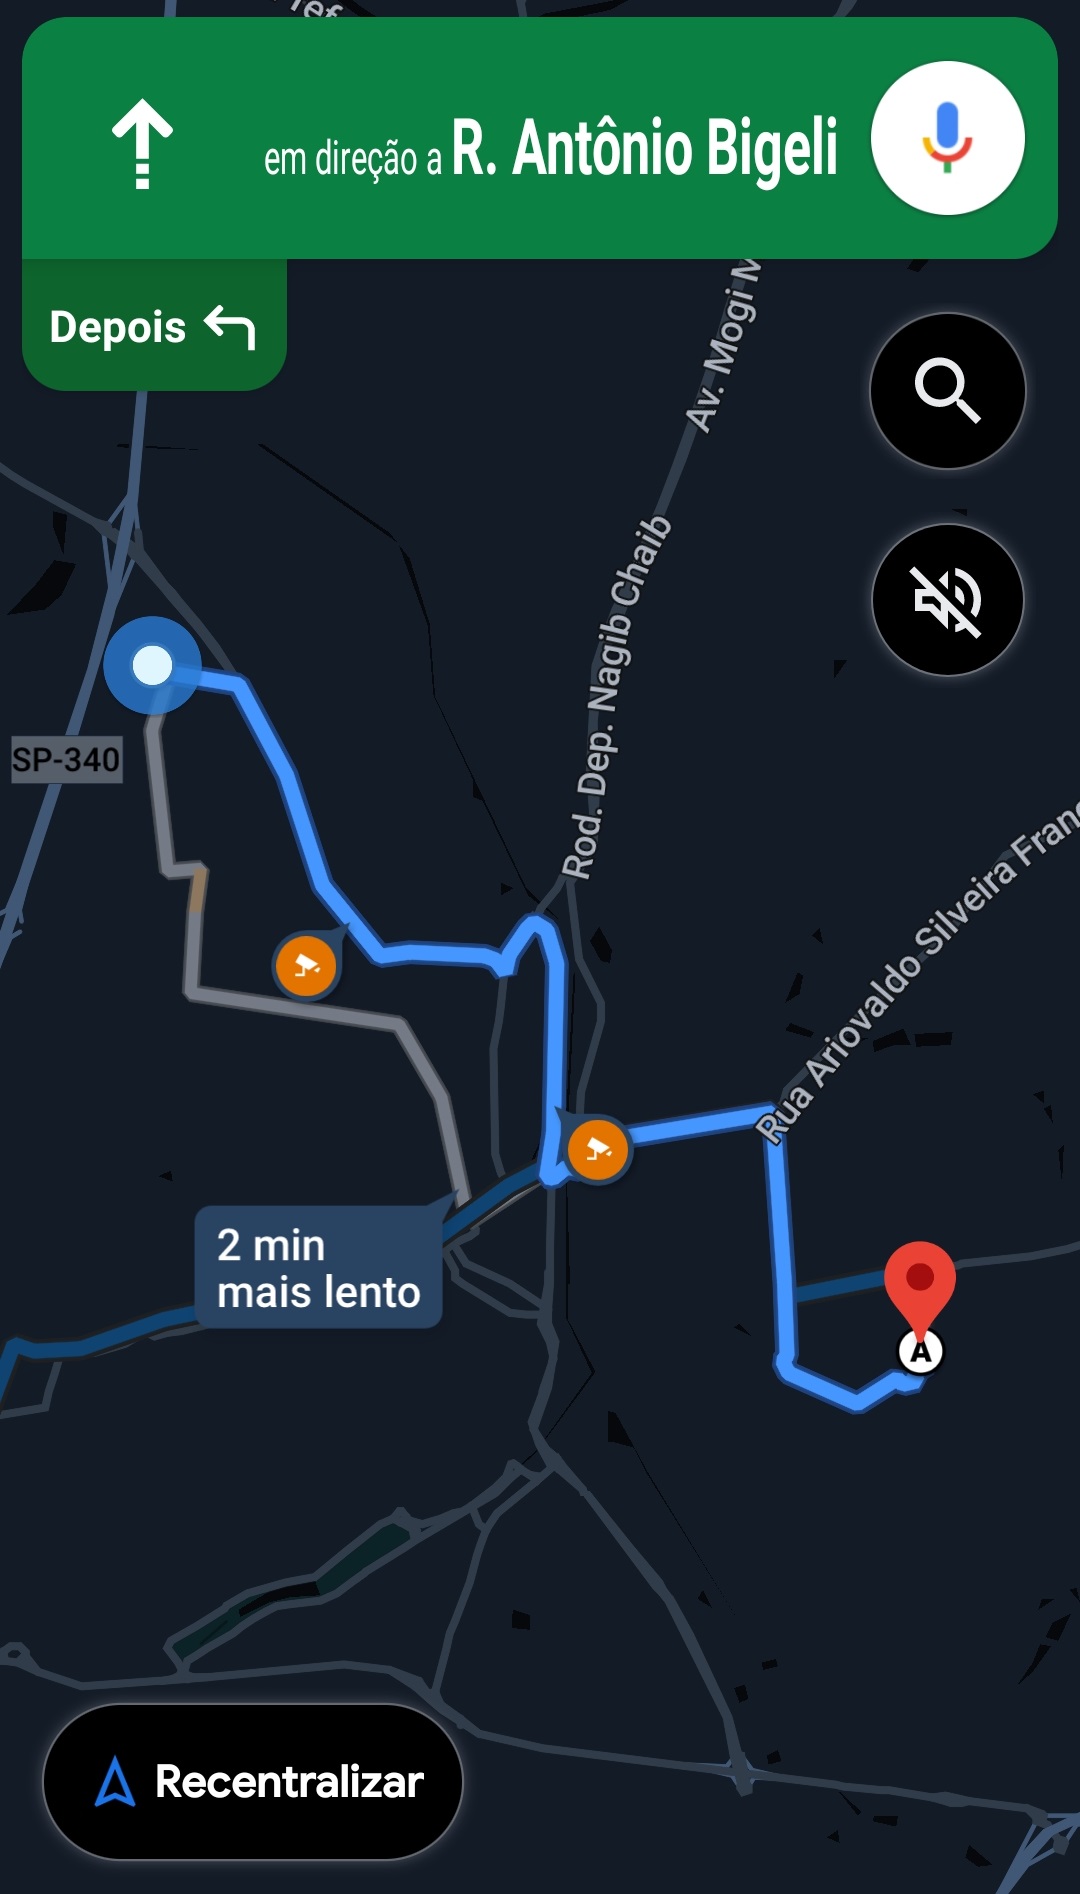 em direção a R. Antônio Bigeli
Depois
Av. Mogi M
Rod. Dep. Nagib Chaib
SP-340
Rua Ariovaldo Silveira Franc
2 min
mais lento
A
Recentralizar